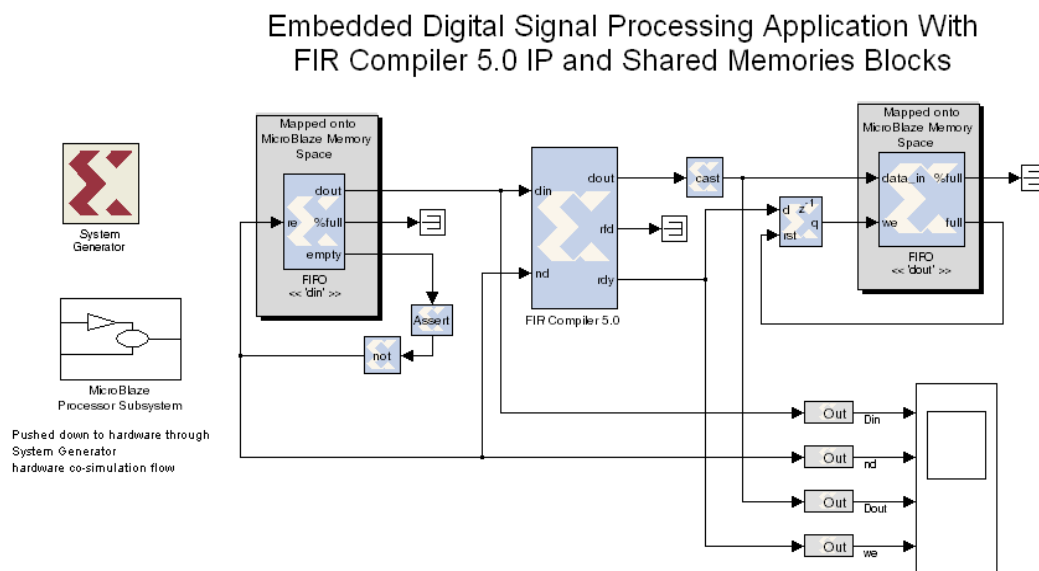 Embedded Digital Signal Processing Application With
FIR Compiler 5.0 IP and Shared Memories Blocks
System
Generator
MicroBlaze
Processor Subsystem
Pushed down to hardware through
System Generator
hardware co-simulation flow
Mapped onto
MicroBlaze Memory
Space
re
dout
%full
empty
FIFO
<< 'din' >>
Assert
not
din
nd
dout
rfd
rdy
FIR Compiler 5.0
cast
d
rst
z-1
q
Mapped onto
MicroBlaze Memory
Space
data_in
we
%full
full
FIFO
<< 'dout' >>
Out
Din
Out
nd
Out
Dout
Out
we